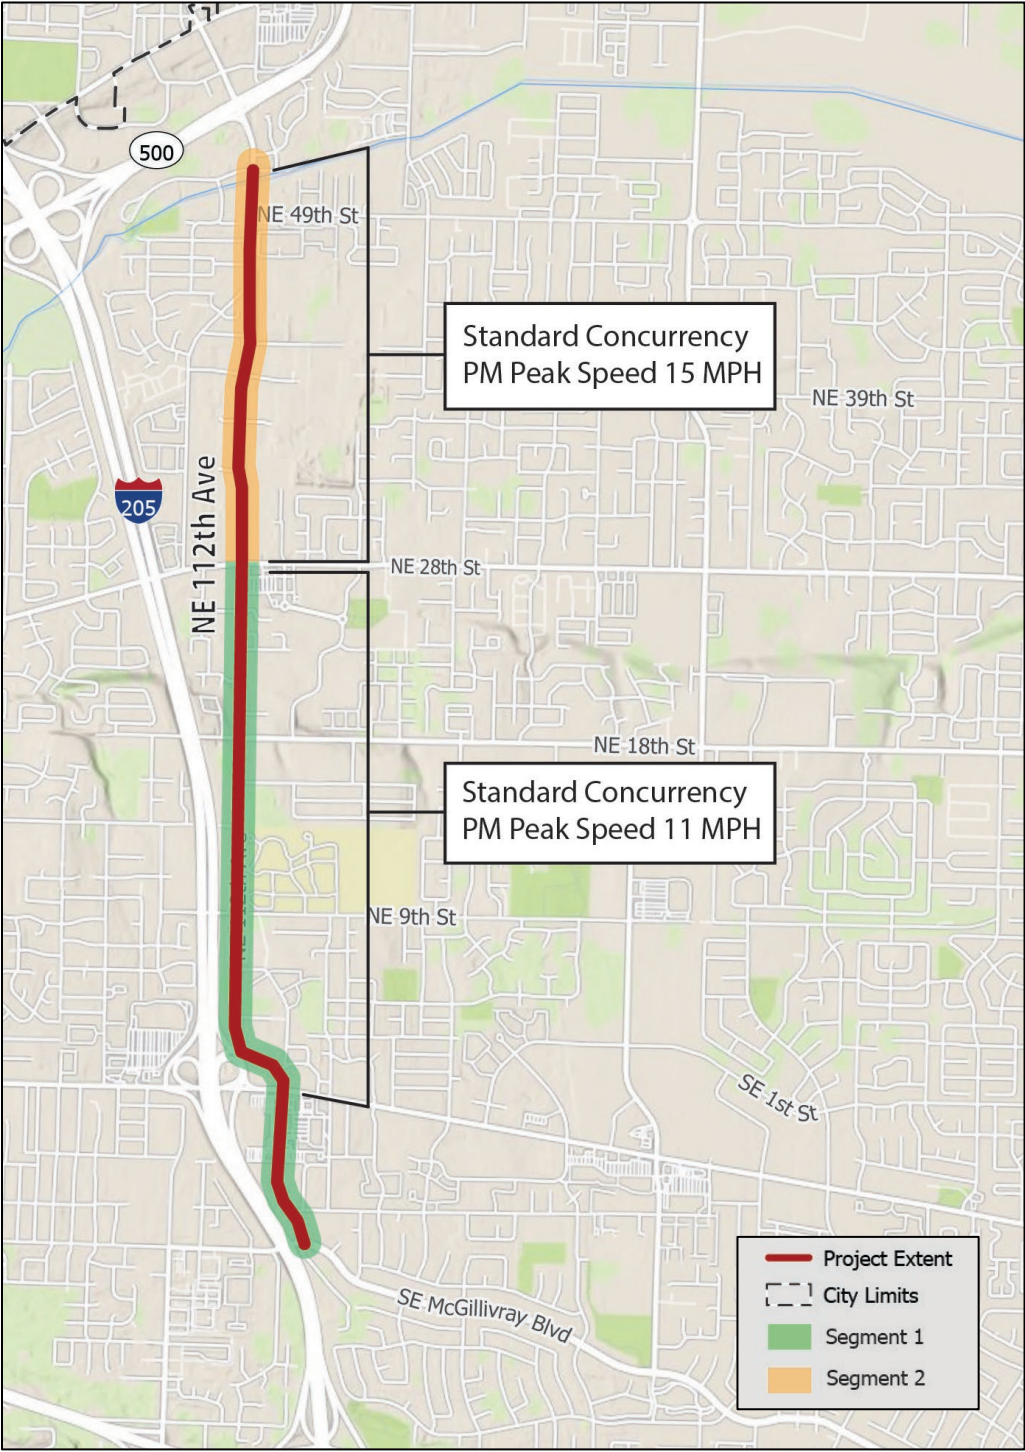 500
NE 49th St
Standard Concurrency
PM Peak Speed 15 MPH
NE 39th St
205
NE 112th Ave
NE 28th St
NE 18th St
Standard Concurrency
PM Peak Speed 11 MPH
NE 9th St
SE 1st St
SE McGillivray Blvd
Project Extent
City Limits
Segment 1
Segment 2